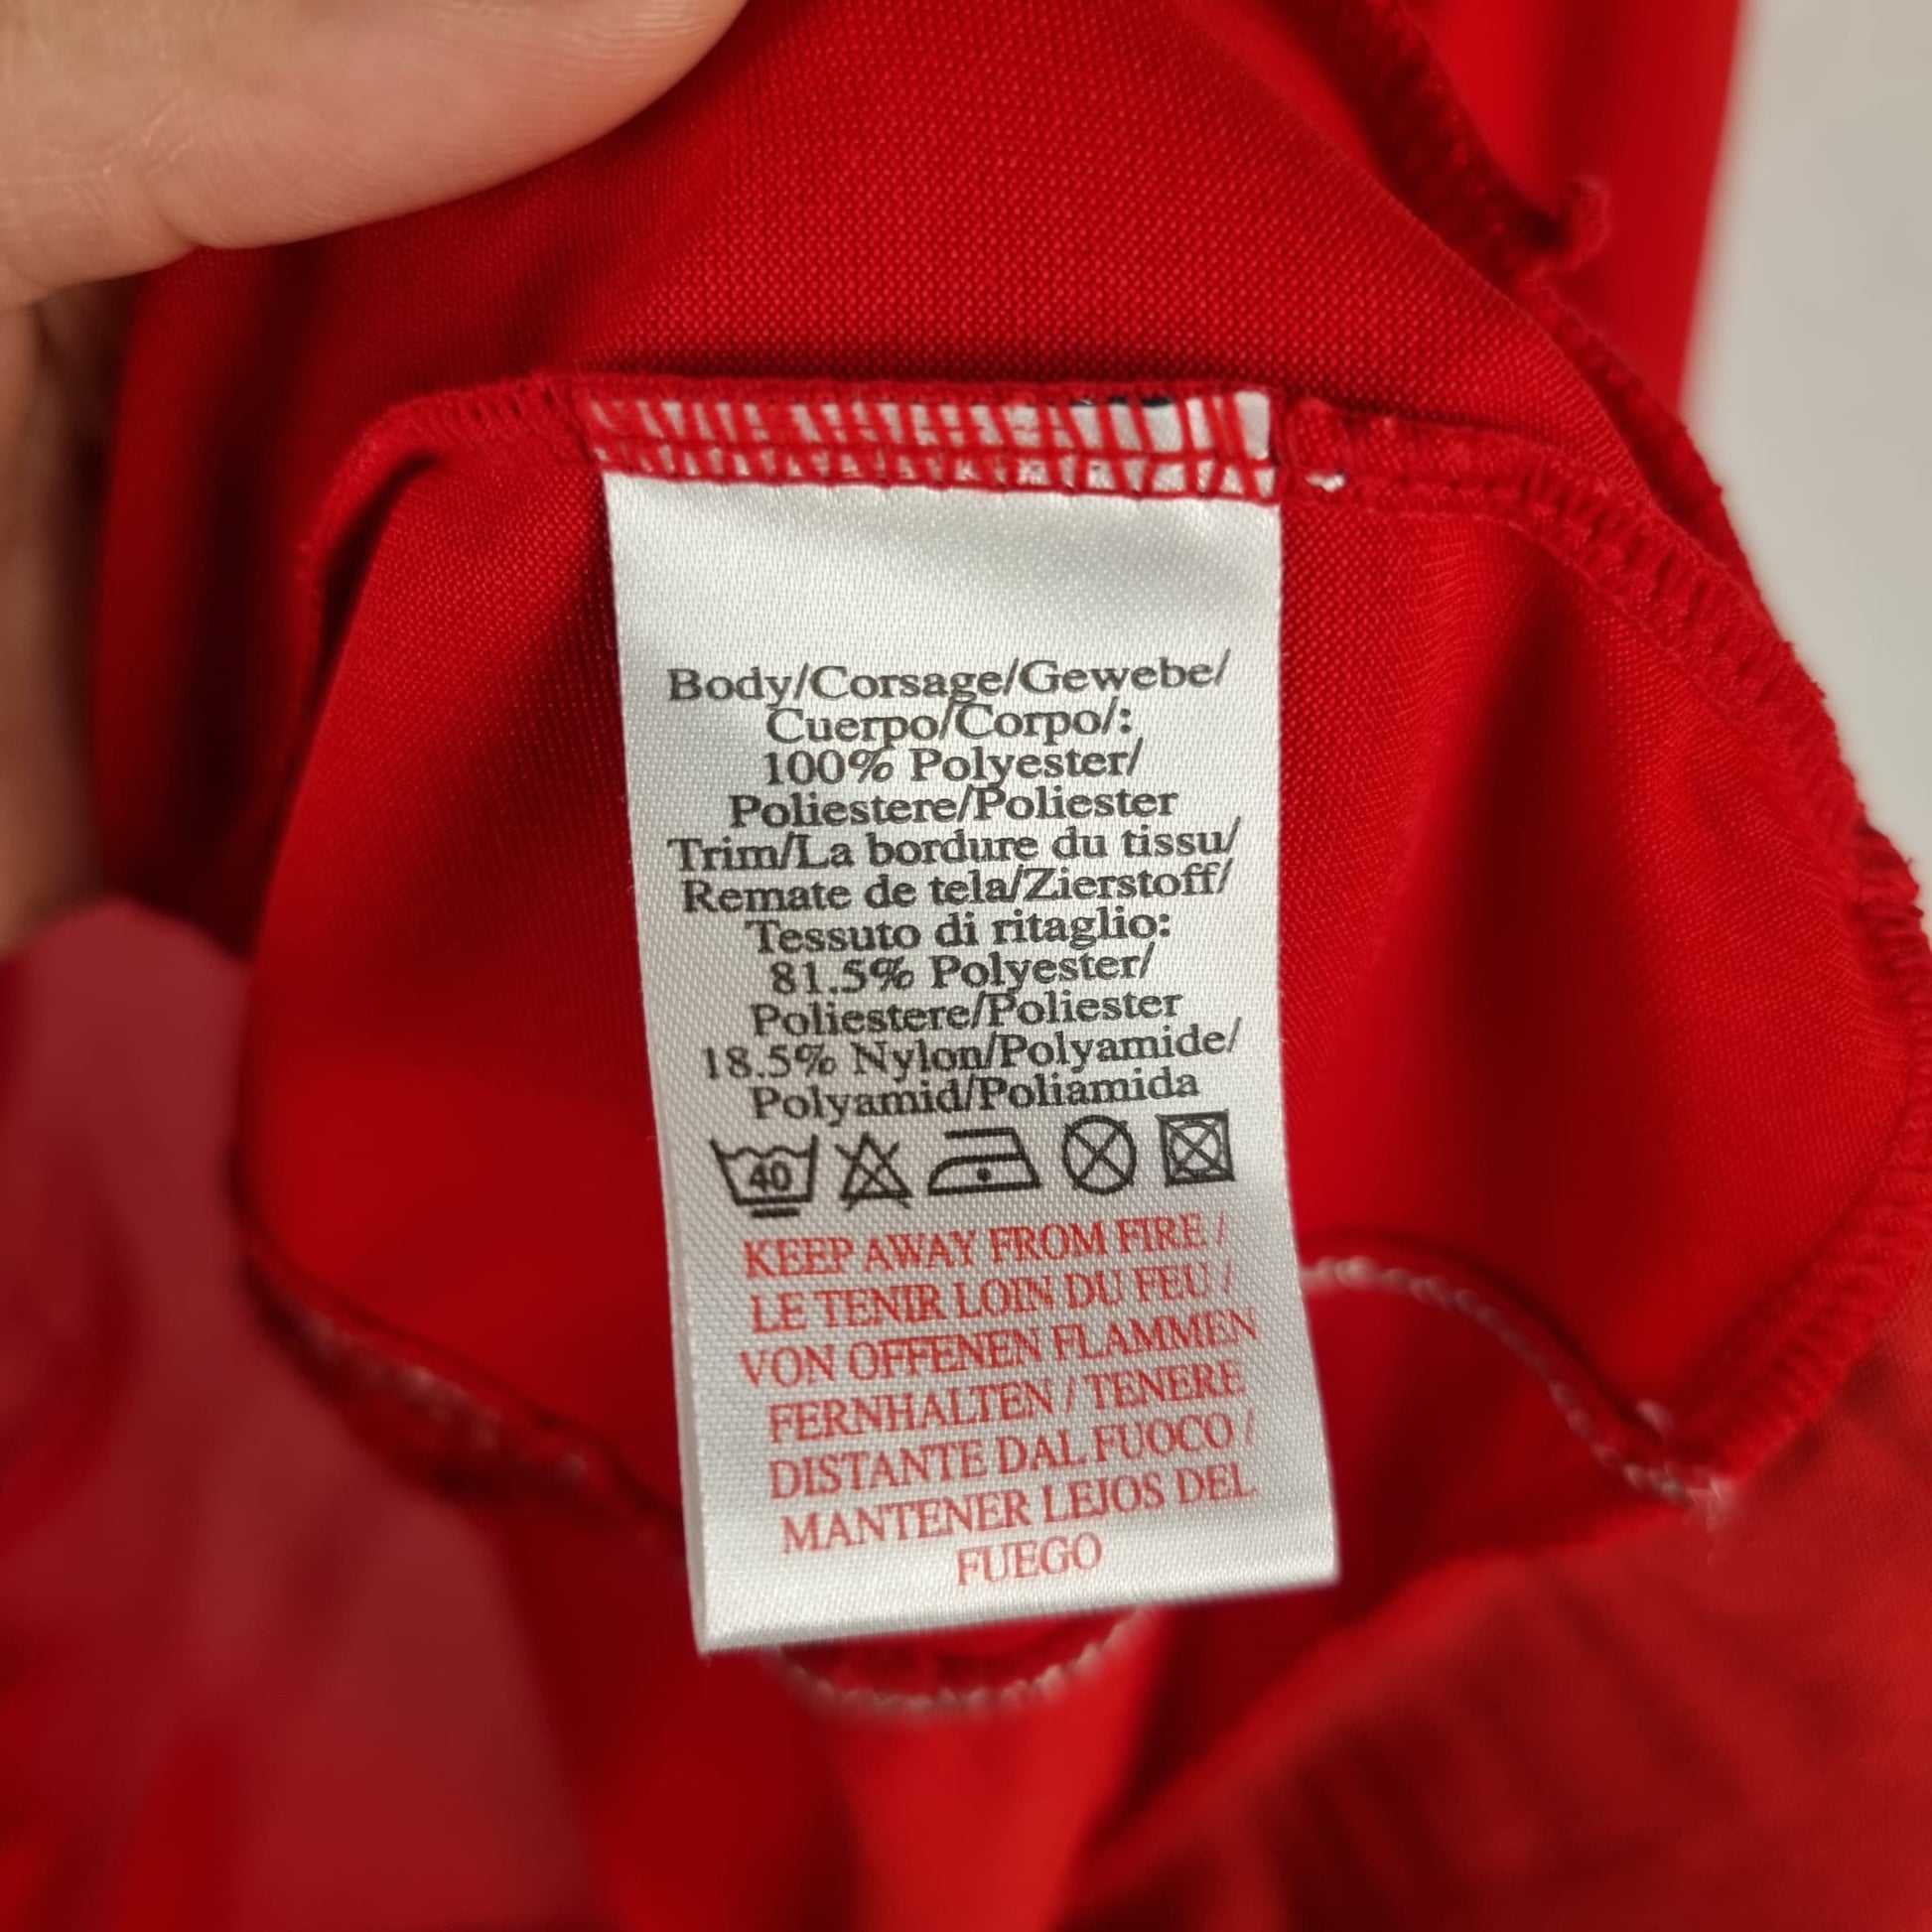 Body/Corsage/Gewebe/
Cuerpo/Corpo/:
100% Polyester/
Poliestere/Poliester
Trim/La bordure du tissu/
Remate de tela/Zierstoff/
Tessuto di ritaglio:
81.5% Polyester/
Poliestere/Poliester
18.5% Nylon/Polyamide/
Polyamid/Poliamida
40
KEEP AWAY FROM FIRE /
LE TENIR LOIN DU FEU /
VON OFFENEN FLAMMEN
FERNHALTEN / TENERE
DISTANTE DAL FUOCO /
MANTENER LEJOS DEL
FUEGO